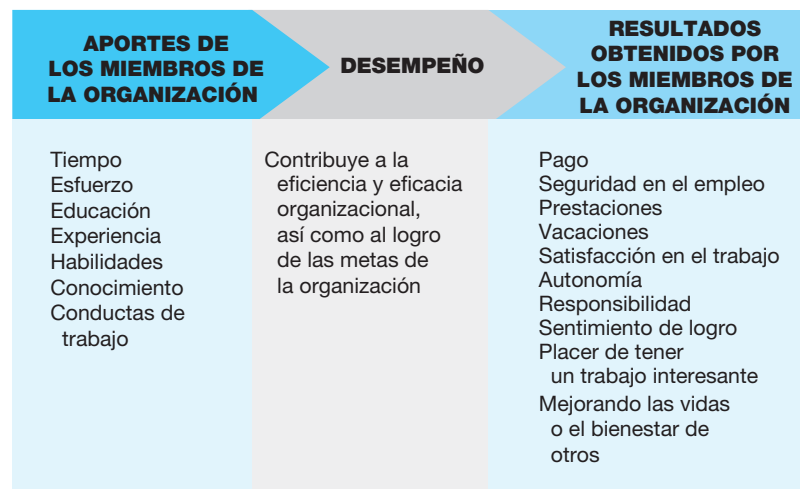 APORTES DE
LOS MIEMBROS DE
LA ORGANIZACIÓN
DESEMPEÑO
RESULTADOS
OBTENIDOS POR
LOS MIEMBROS DE
LA ORGANIZACIÓN
Tiempo
Esfuerzo
Educación
Experiencia
Habilidades
Conocimiento
Conductas de
trabajo
Contribuye a la
eficiencia y eficacia
organizacional,
así como al logro
de las metas de
la organización
Pago
Seguridad en el empleo
Prestaciones
Vacaciones
Satisfacción en el trabajo
Autonomía
Responsibilidad
Sentimiento de logro
Placer de tener
un trabajo interesante
Mejorando las vidas
o el bienestar de
otros